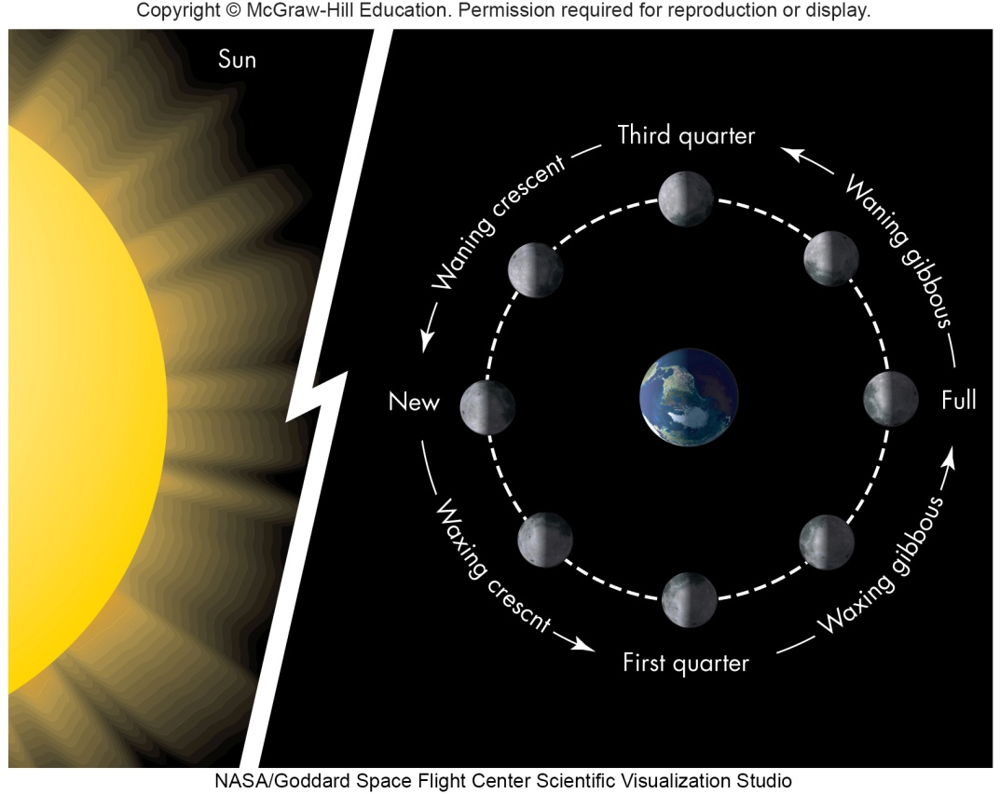 Copyright © McGraw-Hill Education. Permission required for reproduction or display.
Sun
Third quarter
Waning crescent
Waning gibbous
New
Full
Waxing crescnt
Waxing gibbous
First quarter
NASA/Goddard Space Flight Center Scientific Visualization Studio